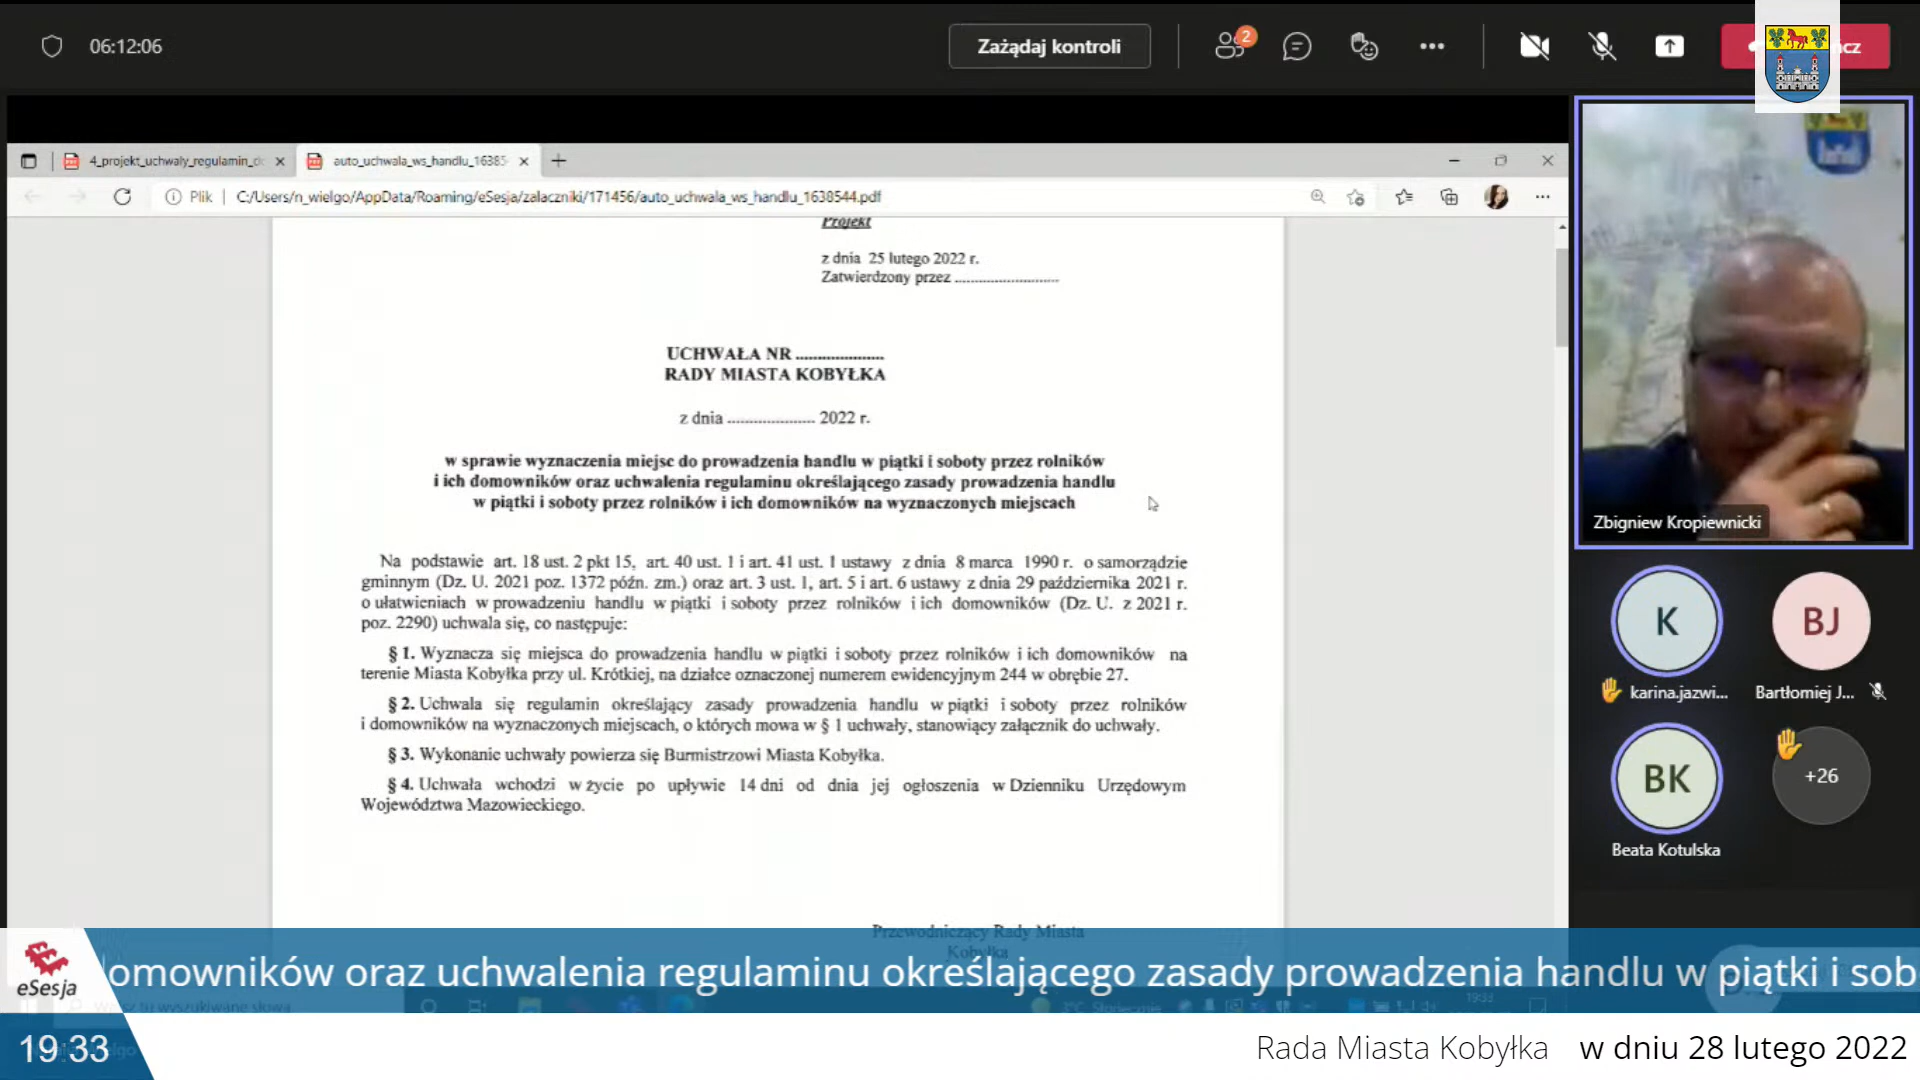 06:12:06
Zażądaj kontroli
2
4_projekt_uchwaly_regulamin_d
auto_uchwala_ws_handlu_16385
Plik
C:/Users/n_wielgo/AppData/Roaming/eSesja/zalaczniki/171456/auto_uchwala_ws_handlu_1638544.pdf
Projekt
z dnia 25 lutego 2022 r.
Zatwierdzony przez ..........................
UCHWAŁA NR .....................
RADY MIASTA KOBYŁKA
z dnia ..................... 2022 r.
w sprawie wyznaczenia miejsc do prowadzenia handlu w piątki i soboty przez rolników
i ich domowników oraz uchwalenia regulaminu określającego zasady prowadzenia handlu
w piątki i soboty przez rolników i ich domowników na wyznaczonych miejscach
Na podstawie art. 18 ust. 2 pkt 15, art. 40 ust. 1 i art. 41 ust. 1 ustawy z dnia 8 marca 1990 r. o samorządzie
gminnym (Dz. U. 2021 poz. 1372 późn. zm.) oraz art. 3 ust. 1, art. 5 i art. 6 ustawy z dnia 29 października 2021 r.
o ułatwieniach w prowadzeniu handlu w piątki i soboty przez rolników i ich domowników (Dz. U. z 2021 r.
poz. 2290) uchwala się, co następuje:
§ 1. Wyznacza się miejsca do prowadzenia handlu w piątki i soboty przez rolników i ich domowników na
terenie Miasta Kobyłka przy ul. Krótkiej, na działce oznaczonej numerem ewidencyjnym 244 w obrębie 27.
§ 2. Uchwala się regulamin określający zasady prowadzenia handlu w piątki i soboty przez rolników
i domowników na wyznaczonych miejscach, o których mowa w § 1 uchwały, stanowiący załącznik do uchwały.
§ 3. Wykonanie uchwały powierza się Burmistrzowi Miasta Kobyłka.
§ 4. Uchwała wchodzi w życie po upływie 14 dni od dnia jej ogłoszenia w Dzienniku Urzędowym
Województwa Mazowieckiego.
Przewodniczący Rady Miasta
Kobyłka
Zbigniew Kropiewnicki
K
karina.jazwi...
BJ
Bartłomiej J...
BK
Beata Kotulska
+26
eSesja
domowników oraz uchwalenia regulaminu określającego zasady prowadzenia handlu w piątki i sob
19:33
Rada Miasta Kobyłka w dniu 28 lutego 2022